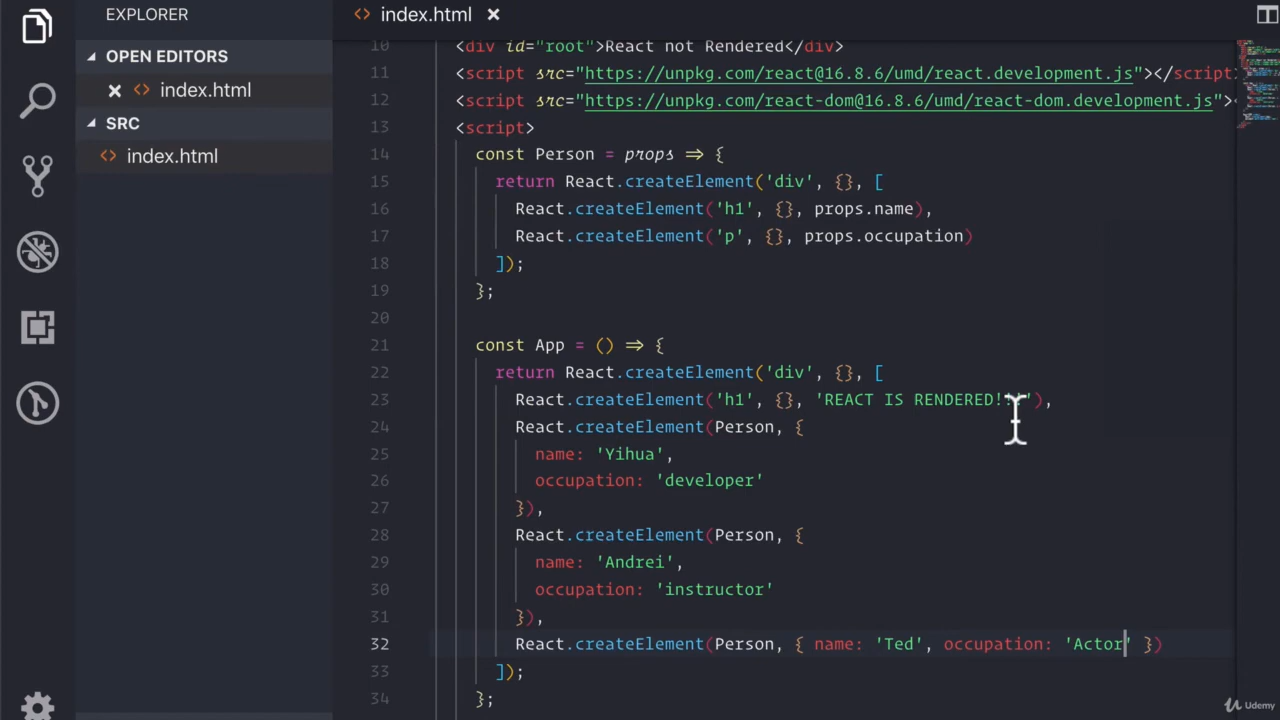 EXPLORER
index.html
OPEN EDITORS
index.html
SRC
index.html
10 <div id="root">React not Rendered</div>
11 <script src="https://unpkg.com/react@16.8.6/umd/react.development.js"></script
12 <script src="https://unpkg.com/react-dom@16.8.6/umd/react-dom.development.js"><
13 <script>
14 const Person = props => {
15 return React.createElement('div', {}, [
16 React.createElement('h1', {}, props.name),
17 React.createElement('p', {}, props.occupation)
18 ]);
19 };
20
21 const App = () => {
22 return React.createElement('div', {}, [
23 React.createElement('h1', {}, 'REACT IS RENDERED!!!'),
24 React.createElement(Person, {
25 name: 'Yihua',
26 occupation: 'developer'
27 }),
28 React.createElement(Person, {
29 name: 'Andrei',
30 occupation: 'instructor'
31 }),
32 React.createElement(Person, { name: 'Ted', occupation: 'Actor' })
33 ]);
34 };
Udemy